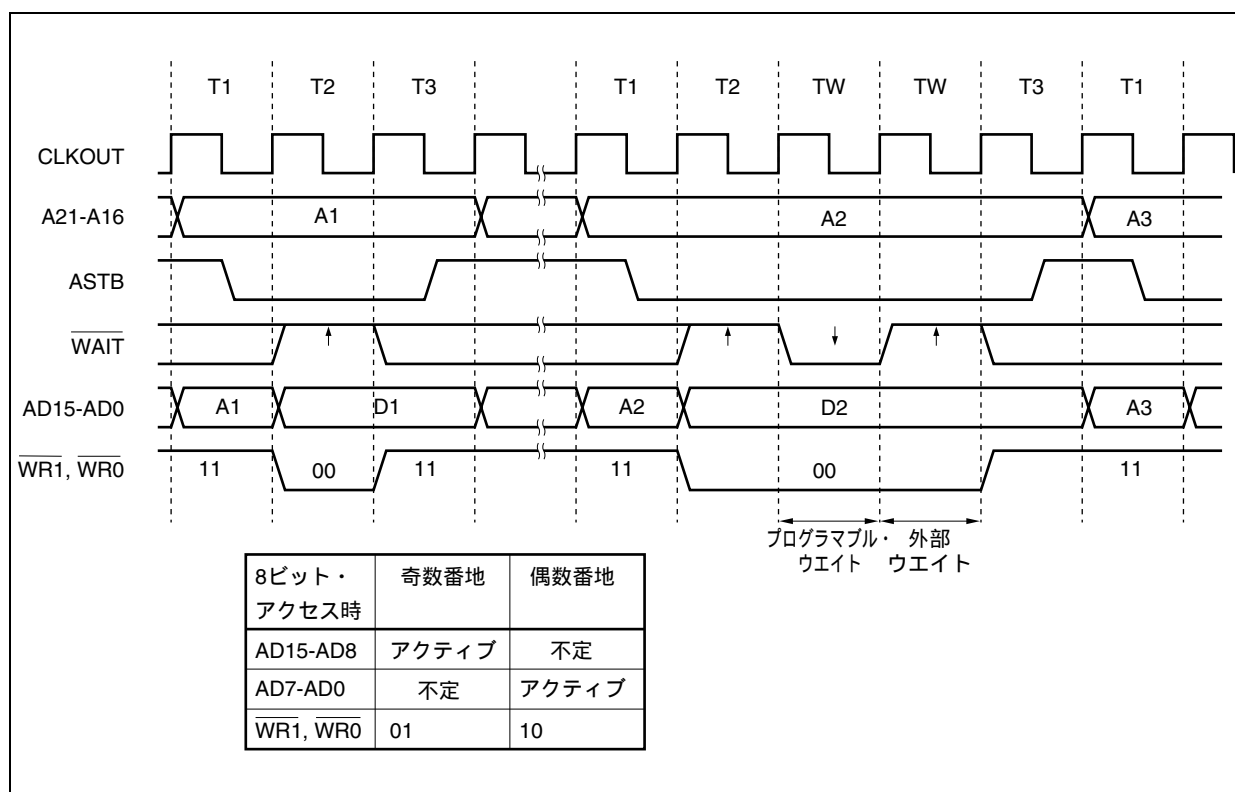 T1 T2 T3 T1 T2 TW TW T3 T1
CLKOUT
A21-A16 A1 A2 A3
ASTB
WAIT
AD15-AD0 A1 D1 A2 D2 A3
WR1, WR0 11 00 11 11 00 11
プログラマブル・ 外部
ウエイト ウエイト
8ビット・ 奇数番地 偶数番地
アクセス時
AD15-AD8 アクティブ 不定
AD7-AD0 不定 アクティブ
WR1, WR0 01 10